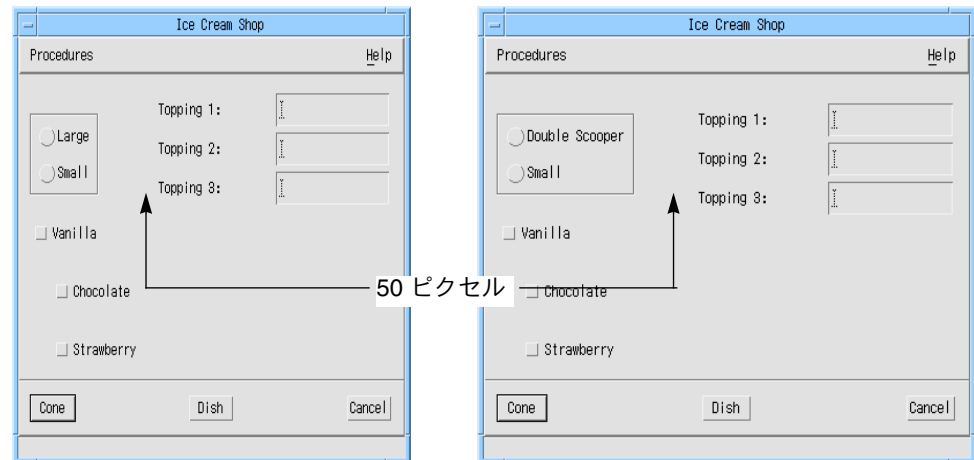 Ice Cream Shop
Procedures Help
Topping 1:
Large
Topping 2:
Small
Topping 3:
Vanilla
Chocolate
Strawberry
Cone Dish Cancel
50 ピクセル
Ice Cream Shop
Procedures Help
Topping 1:
Double Scooper
Topping 2:
Small
Topping 3:
Vanilla
Chocolate
Strawberry
Cone Dish Cancel